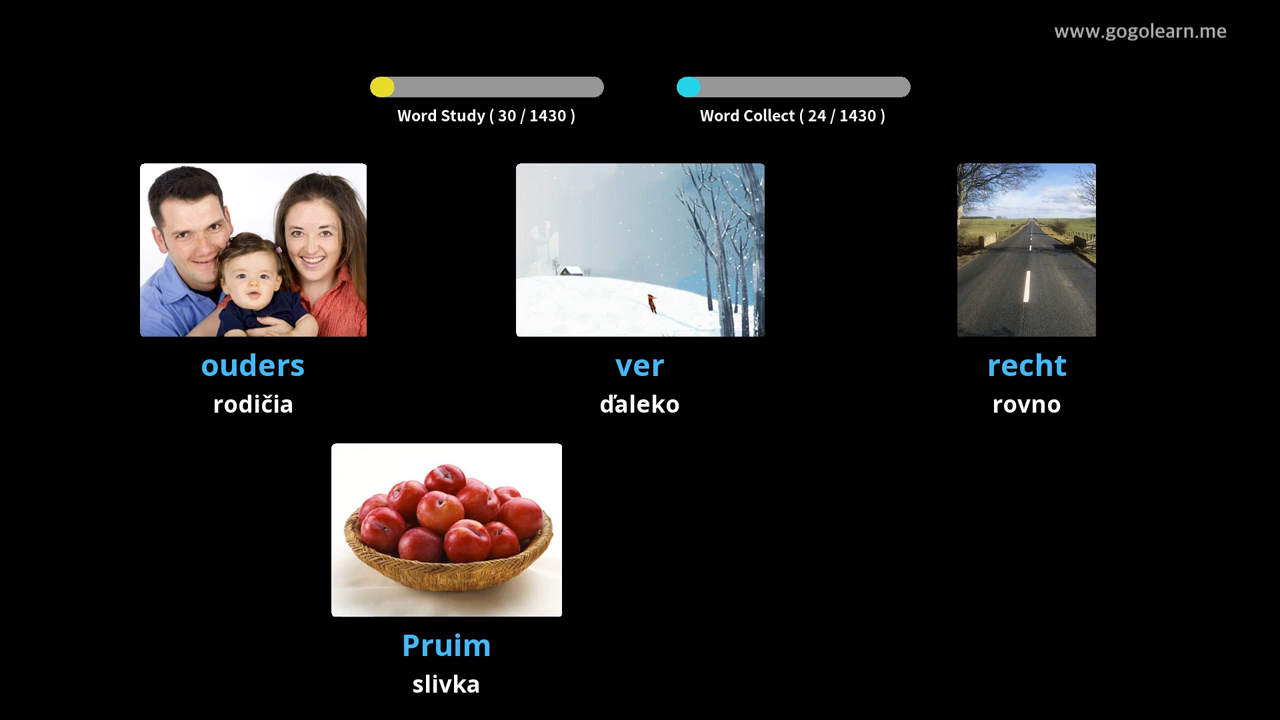 www.gogolearn.me
Word Study ( 30 / 1430 )
Word Collect ( 24 / 1430 )
ouders
rodičia
ver
ďaleko
recht
rovno
Pruim
slivka